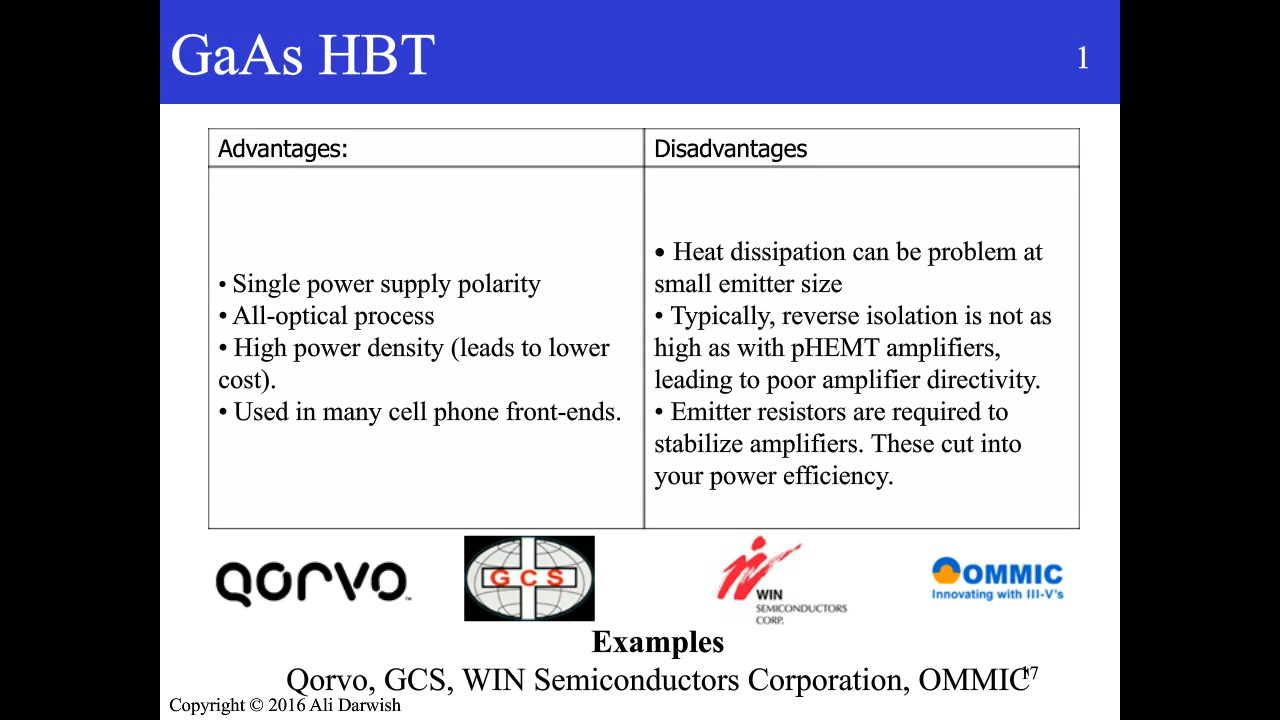 GaAs HBT
1
Advantages:
Disadvantages
• Single power supply polarity
• All-optical process
• High power density (leads to lower
cost).
• Used in many cell phone front-ends.
• Heat dissipation can be problem at
small emitter size
• Typically, reverse isolation is not as
high as with pHEMT amplifiers,
leading to poor amplifier directivity.
• Emitter resistors are required to
stabilize amplifiers. These cut into
your power efficiency.
QORVO
GCS
WIN
SEMICONDUCTORS
CORP.
OMMIC
Innovating with III-V's
Examples
Qorvo, GCS, WIN Semiconductors Corporation, OMMIC
17
Copyright © 2016 Ali Darwish